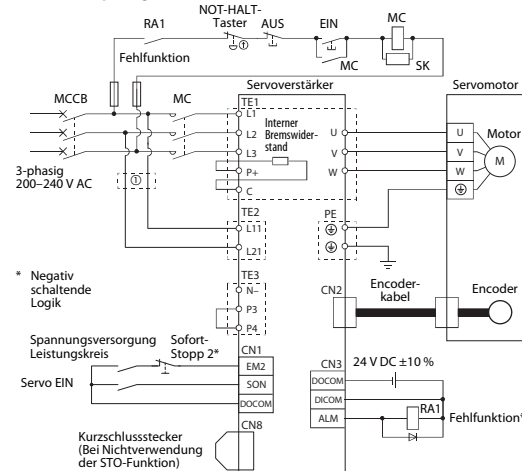 NOT-HALT-
Taster
AUS
EIN
MC
RA1
①
Fehlfunktion
MC
SK
Servoverstärker
Servomotor
MCCB
MC
TE1
L1
L2
L3
P+
C
Interner
Bremswider-
stand
U
V
W
U
V
W
Motor
M
3-phasig
200–240 V AC
①
TE2
L11
L21
PE
* Negativ
schaltende
Logik
TE3
N–
P3
P4
CN2
Encoder-
kabel
Encoder
Spannungsversorgung
Leistungskreis
Sofort-
Stopp 2*
Servo EIN
CN1
EM2
SON
DOCOM
CN3
DOCOM
DICOM
ALM
24 V DC ±10 %
RA1
Fehlfunktion*
CN8
Kurzschlussstecker
(Bei Nichtverwendung
der STO-Funktion)